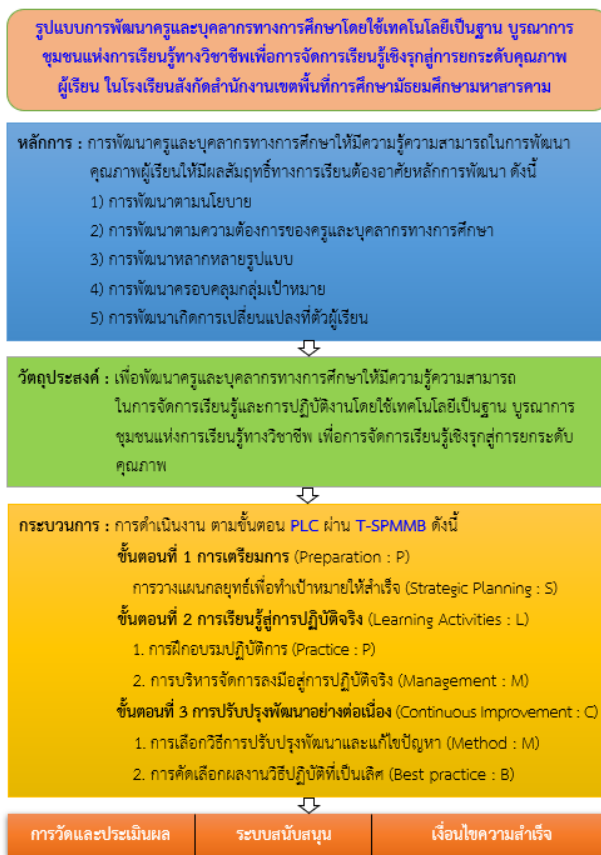 รูปแบบการพัฒนาครูและบุคลากรทางการศึกษาโดยใช้เทคโนโลยีเป็นฐาน บูรณาการ
ชุมชนแห่งการเรียนรู้ทางวิชาชีพเพื่อการจัดการเรียนรู้เชิงรุกสู่การยกระดับคุณภาพ
ผู้เรียน ในโรงเรียนสังกัดสำนักงานเขตพื้นที่การศึกษามัธยมศึกษามหาสารคาม
หลักการ : การพัฒนาครูและบุคลากรทางการศึกษาให้มีความรู้ความสามารถในการพัฒนา
คุณภาพผู้เรียนให้มีผลสัมฤทธิ์ทางการเรียนต้องอาศัยหลักการพัฒนา ดังนี้
1) การพัฒนาตามนโยบาย
2) การพัฒนาตามความต้องการของครูและบุคลากรทางการศึกษา
3) การพัฒนาหลากหลายรูปแบบ
4) การพัฒนาครอบคลุมกลุ่มเป้าหมาย
5) การพัฒนาเกิดการเปลี่ยนแปลงที่ตัวผู้เรียน
วัตถุประสงค์ : เพื่อพัฒนาครูและบุคลากรทางการศึกษาให้มีความรู้ความสามารถ
ในการจัดการเรียนรู้และการปฏิบัติงานโดยใช้เทคโนโลยีเป็นฐาน บูรณาการ
ชุมชนแห่งการเรียนรู้ทางวิชาชีพ เพื่อการจัดการเรียนรู้เชิงรุกสู่การยกระดับ
คุณภาพ
กระบวนการ : การดำเนินงาน ตามขั้นตอน PLC ผ่าน T-SPMMB ดังนี้
ขั้นตอนที่ 1 การเตรียมการ (Preparation : P)
การวางแผนกลยุทธ์เพื่อทำเป้าหมายให้สำเร็จ (Strategic Planning : S)
ขั้นตอนที่ 2 การเรียนรู้สู่การปฏิบัติจริง (Learning Activities : L)
1. การฝึกอบรมปฏิบัติการ (Practice : P)
2. การบริหารจัดการลงมือสู่การปฏิบัติจริง (Management : M)
ขั้นตอนที่ 3 การปรับปรุงพัฒนาอย่างต่อเนื่อง (Continuous Improvement : C)
1. การเลือกวิธีการปรับปรุงพัฒนาและแก้ไขปัญหา (Method : M)
2. การคัดเลือกผลงานวิธีปฏิบัติที่เป็นเลิศ (Best practice : B)
การวัดและประเมินผล ระบบสนับสนุน เงื่อนไขความสำเร็จ